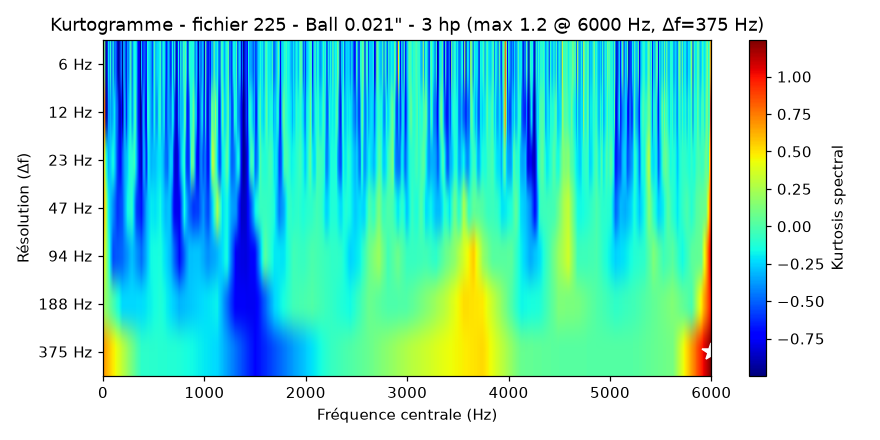 Kurtogramme - fichier 225 - Ball 0.021" - 3 hp (max 1.2 @ 6000 Hz, Δf=375 Hz)
Résolution (Δf)
6 Hz
12 Hz
23 Hz
47 Hz
94 Hz
188 Hz
375 Hz
0
1000
2000
3000
4000
5000
6000
Fréquence centrale (Hz)
1.00
0.75
0.50
0.25
0.00
−0.25
−0.50
−0.75
Kurtosis spectral